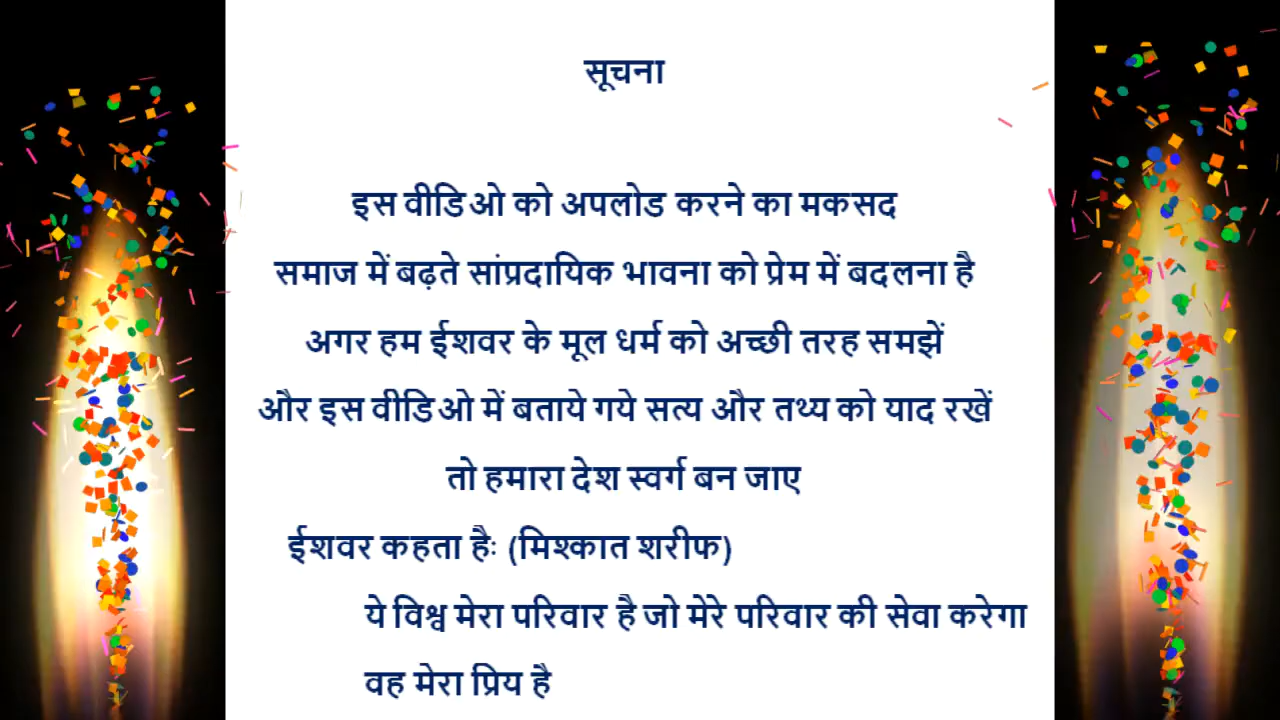 सूचना
इस वीडिओ को अपलोड करने का मकसद
समाज में बढ़ते सांप्रदायिक भावना को प्रेम में बदलना है
अगर हम ईशवर के मूल धर्म को अच्छी तरह समझें
और इस वीडिओ में बताये गये सत्य और तथ्य को याद रखें
तो हमारा देश स्वर्ग बन जाए
ईशवर कहता हैः (मिश्कात शरीफ)
ये विश्व मेरा परिवार है जो मेरे परिवार की सेवा करेगा
वह मेरा प्रिय है